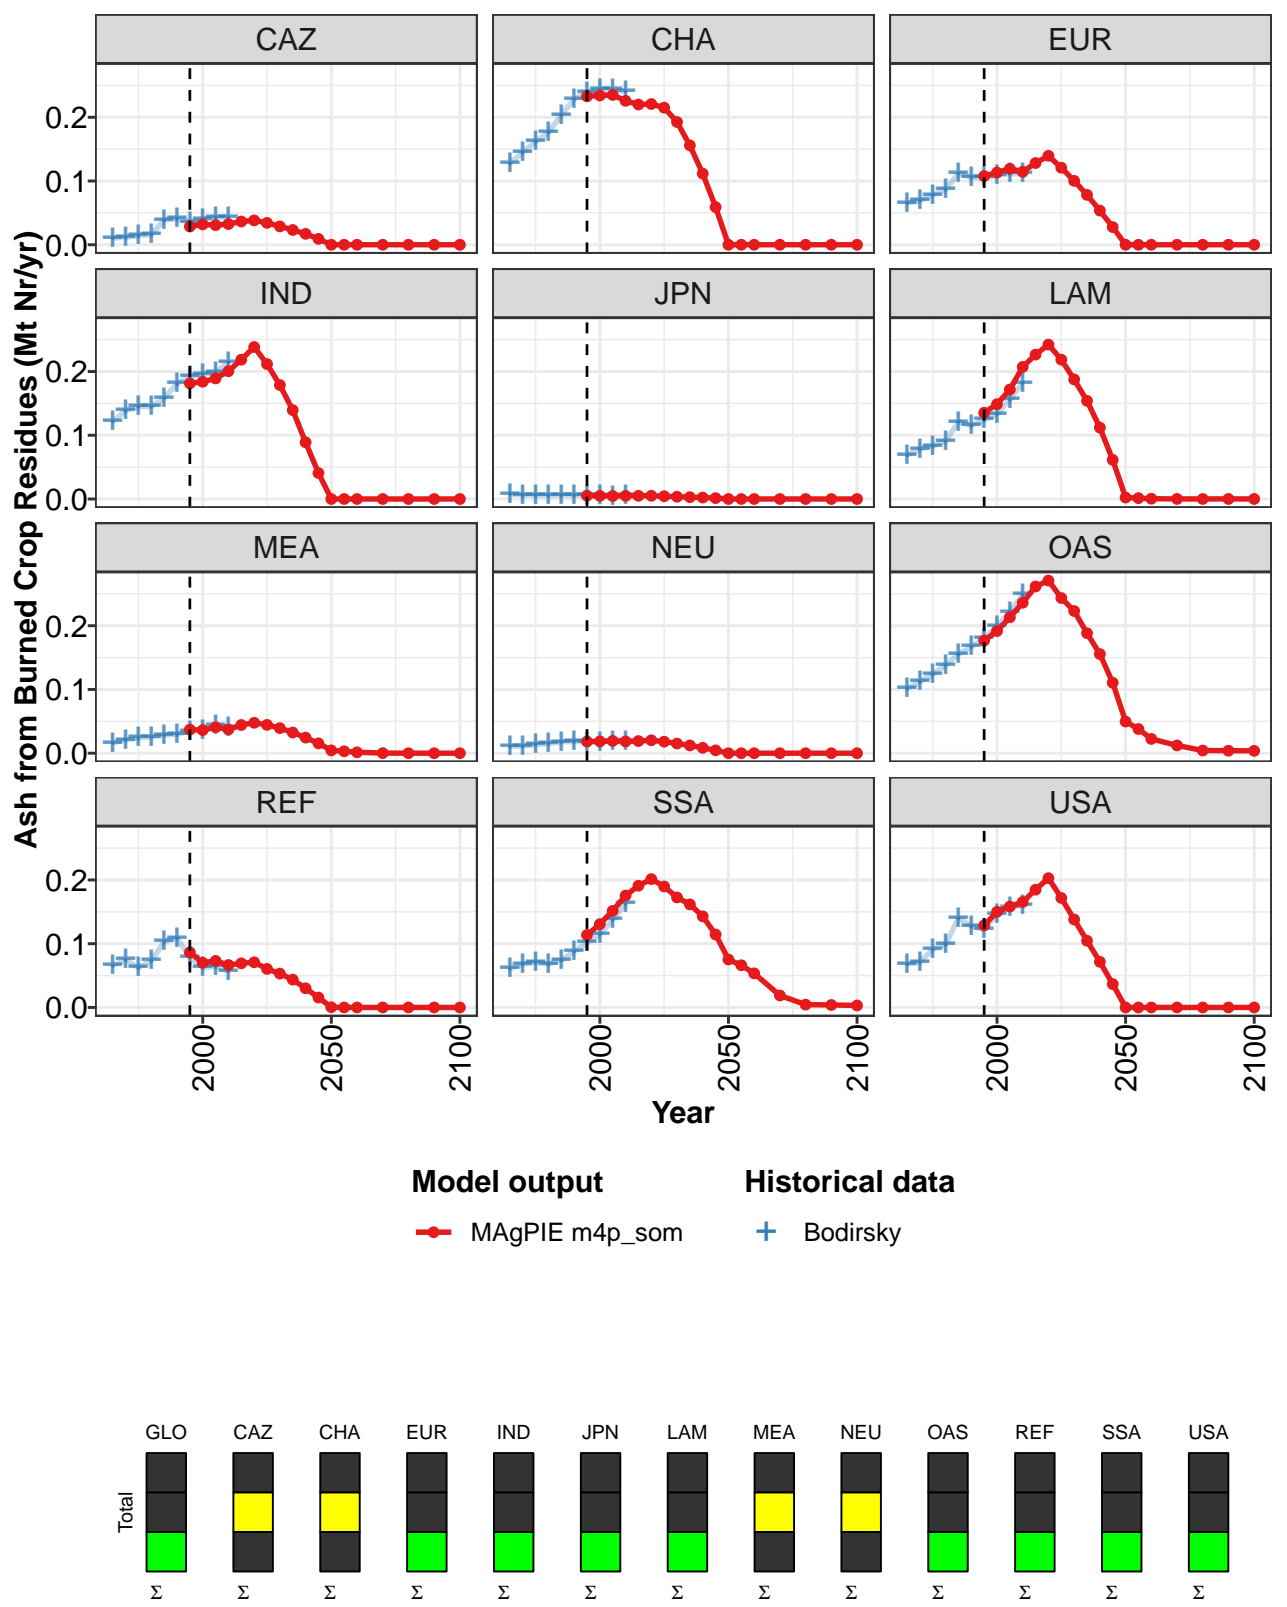 CAZ CHA EUR
0.2
0.1
0.0
IND JPN LAM
0.2
0.1
0.0
MEA NEU OAS
0.2
0.1
0.0
REF SSA USA
0.2
0.1
0.0
Ash from Burned Crop Residues (Mt Nr/yr)
2000 2050 2100 2000 2050 2100 2000 2050 2100
Year
Model output Historical data
MAgPIE m4p_som Bodirsky
GLO CAZ CHA EUR IND JPN LAM MEA NEU OAS REF SSA USA
Total
Σ Σ Σ Σ Σ Σ Σ Σ Σ Σ Σ Σ Σ